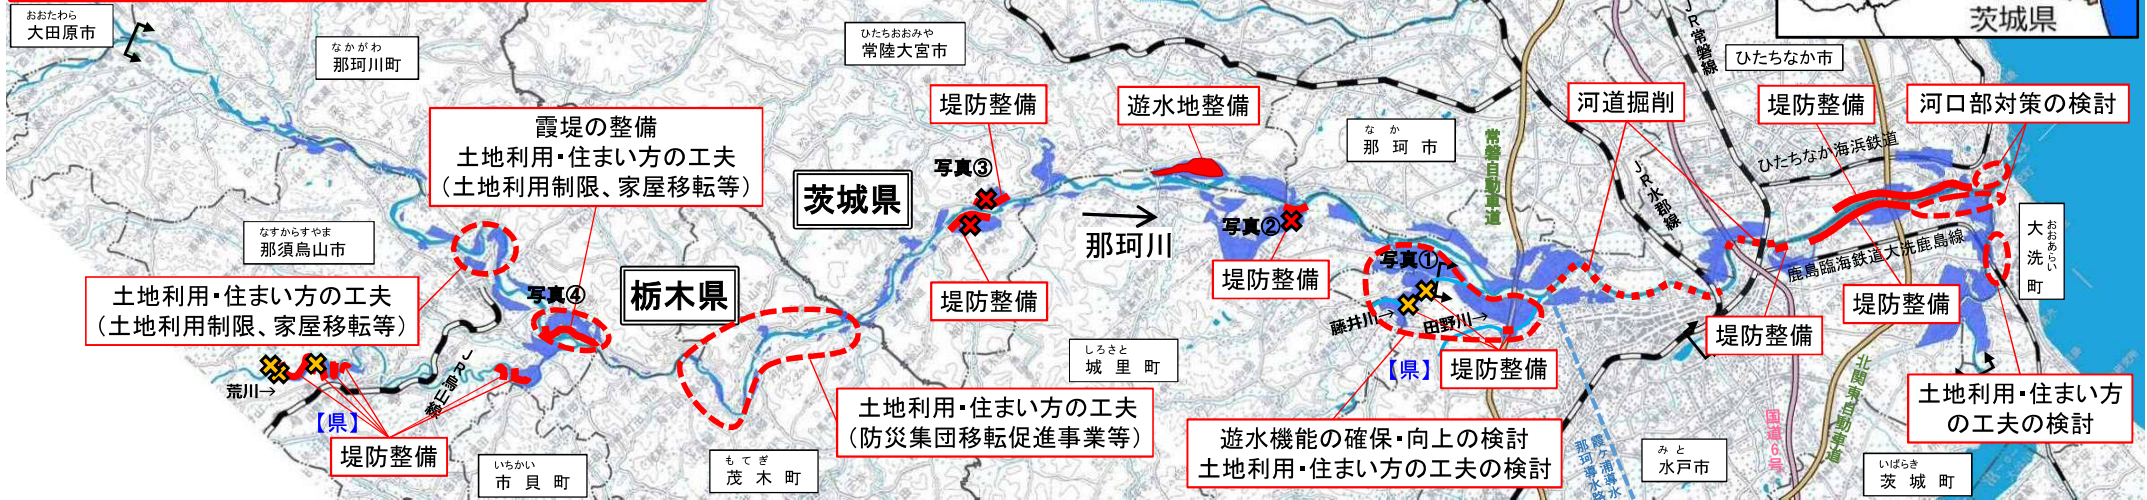 おおたわら
大田原市
なかがわ
那珂川町
ひたちおおみや
常陸大宮市
茨城県
ひたちなか市
JR常磐線
霞堤の整備
土地利用・住まい方の工夫
（土地利用制限、家屋移転等）
堤防整備
遊水地整備
なか
那珂市
常磐自動車道
河道掘削
堤防整備
河口部対策の検討
ひたちなか海浜鉄道
JR水郡線
写真③
茨城県
那珂川
写真②
堤防整備
堤防整備
なすからすやま
那須烏山市
土地利用・住まい方の工夫
（土地利用制限、家屋移転等）
写真④
栃木県
写真①
藤井川→
田野川→
【県】
堤防整備
鹿島臨海鉄道大洗鹿島線
おおあらい
大洗町
堤防整備
堤防整備
荒川→
【県】
堤防整備
JR烏山線
いちかい
市貝町
もてぎ
茂木町
土地利用・住まい方の工夫
（防災集団移転促進事業等）
しろさと
城里町
遊水機能の確保・向上の検討
土地利用・住まい方の工夫の検討
霞ヶ浦導水
那珂導水路
みと
水戸市
国道6号
北関東自動車道
いばらき
茨城町
土地利用・住まい方
の工夫の検討